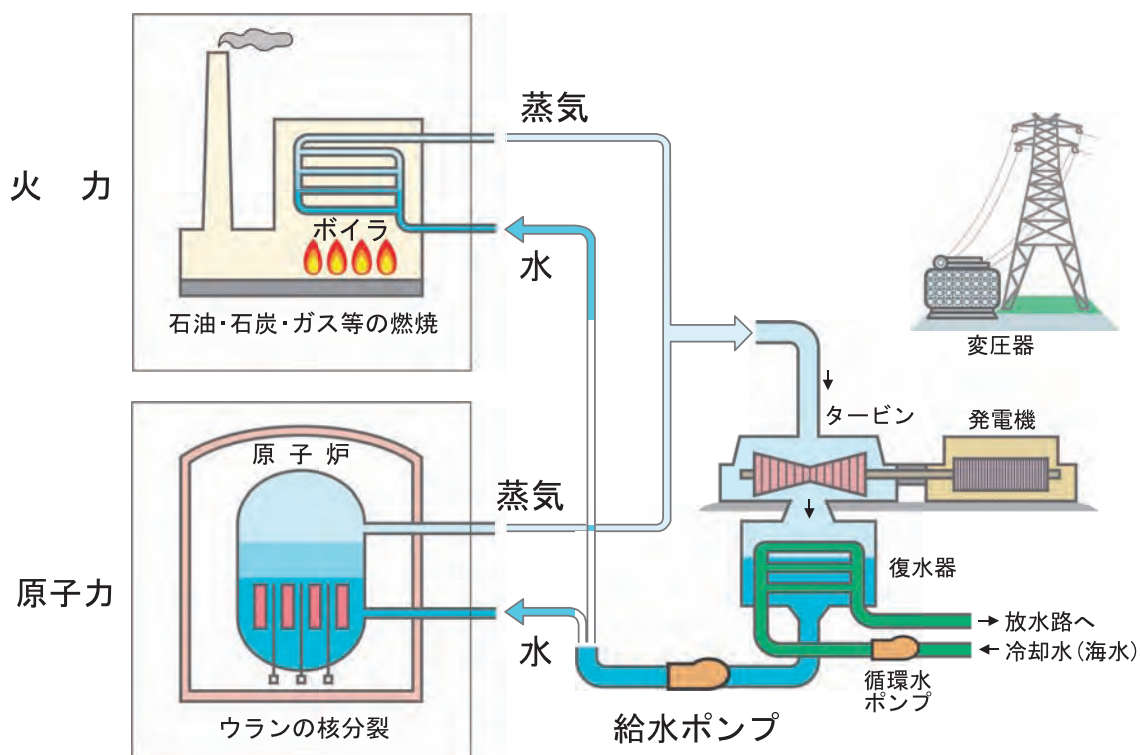 火 力
蒸気
ボイラ
水
石油・石炭・ガス等の燃焼
変圧器
タービン
発電機
原子力
原 子 炉
蒸気
水
ウランの核分裂
復水器
放水路へ
冷却水(海水)
循環水
ポンプ
給水ポンプ